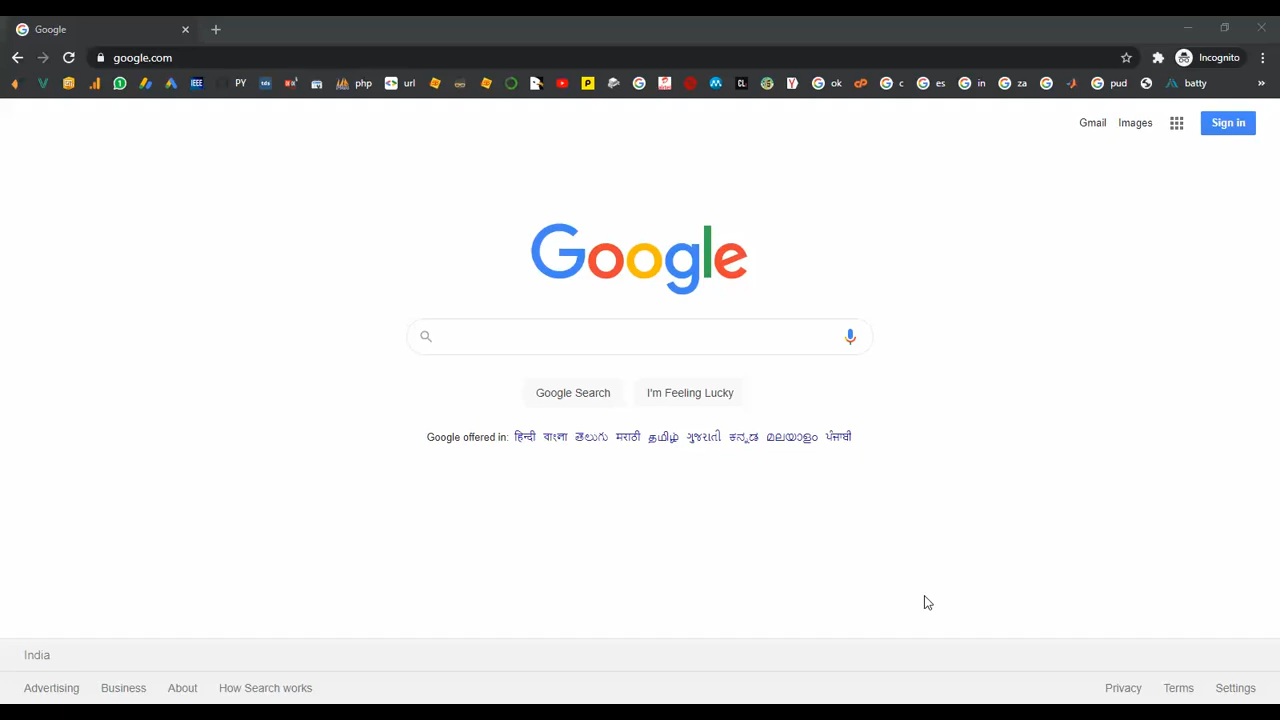 Google
google.com
Incognito
PY php url ok c es in za pud batty
Gmail Images Sign in
Google
Google Search I'm Feeling Lucky
Google offered in: हिन्दी বাংলা తెలుగు मराठी தமிழ் ગુજરાતી ಕನ್ನಡ മലയാളം ਪੰਜਾਬੀ
India
Advertising Business About How Search works Privacy Terms Settings